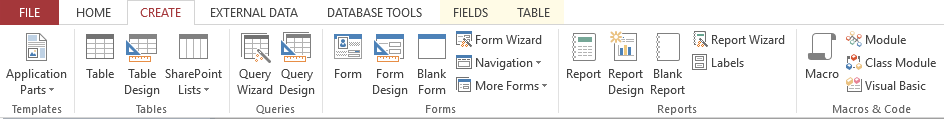 FILE HOME CREATE EXTERNAL DATA DATABASE TOOLS FIELDS TABLE
Application Parts
Table
Table Design
SharePoint Lists
Query Wizard
Query Design
Form
Form Design
Blank Form
Form Wizard
Navigation
More Forms
Report
Report Design
Blank Report
Report Wizard
Labels
Macro
Module
Class Module
Visual Basic
Templates Tables Queries Forms Reports Macros & Code